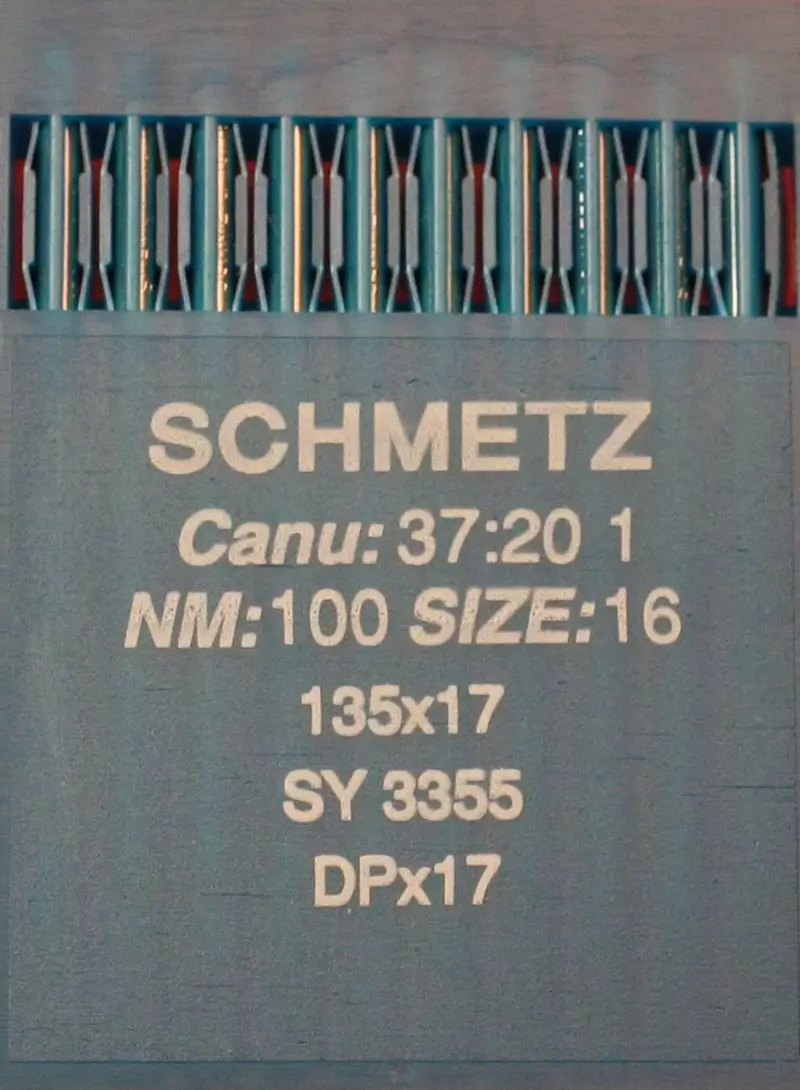 SCHMETZ
Canu: 37:20 1
NM:100 SIZE:16
135x17
SY 3355
DPx17